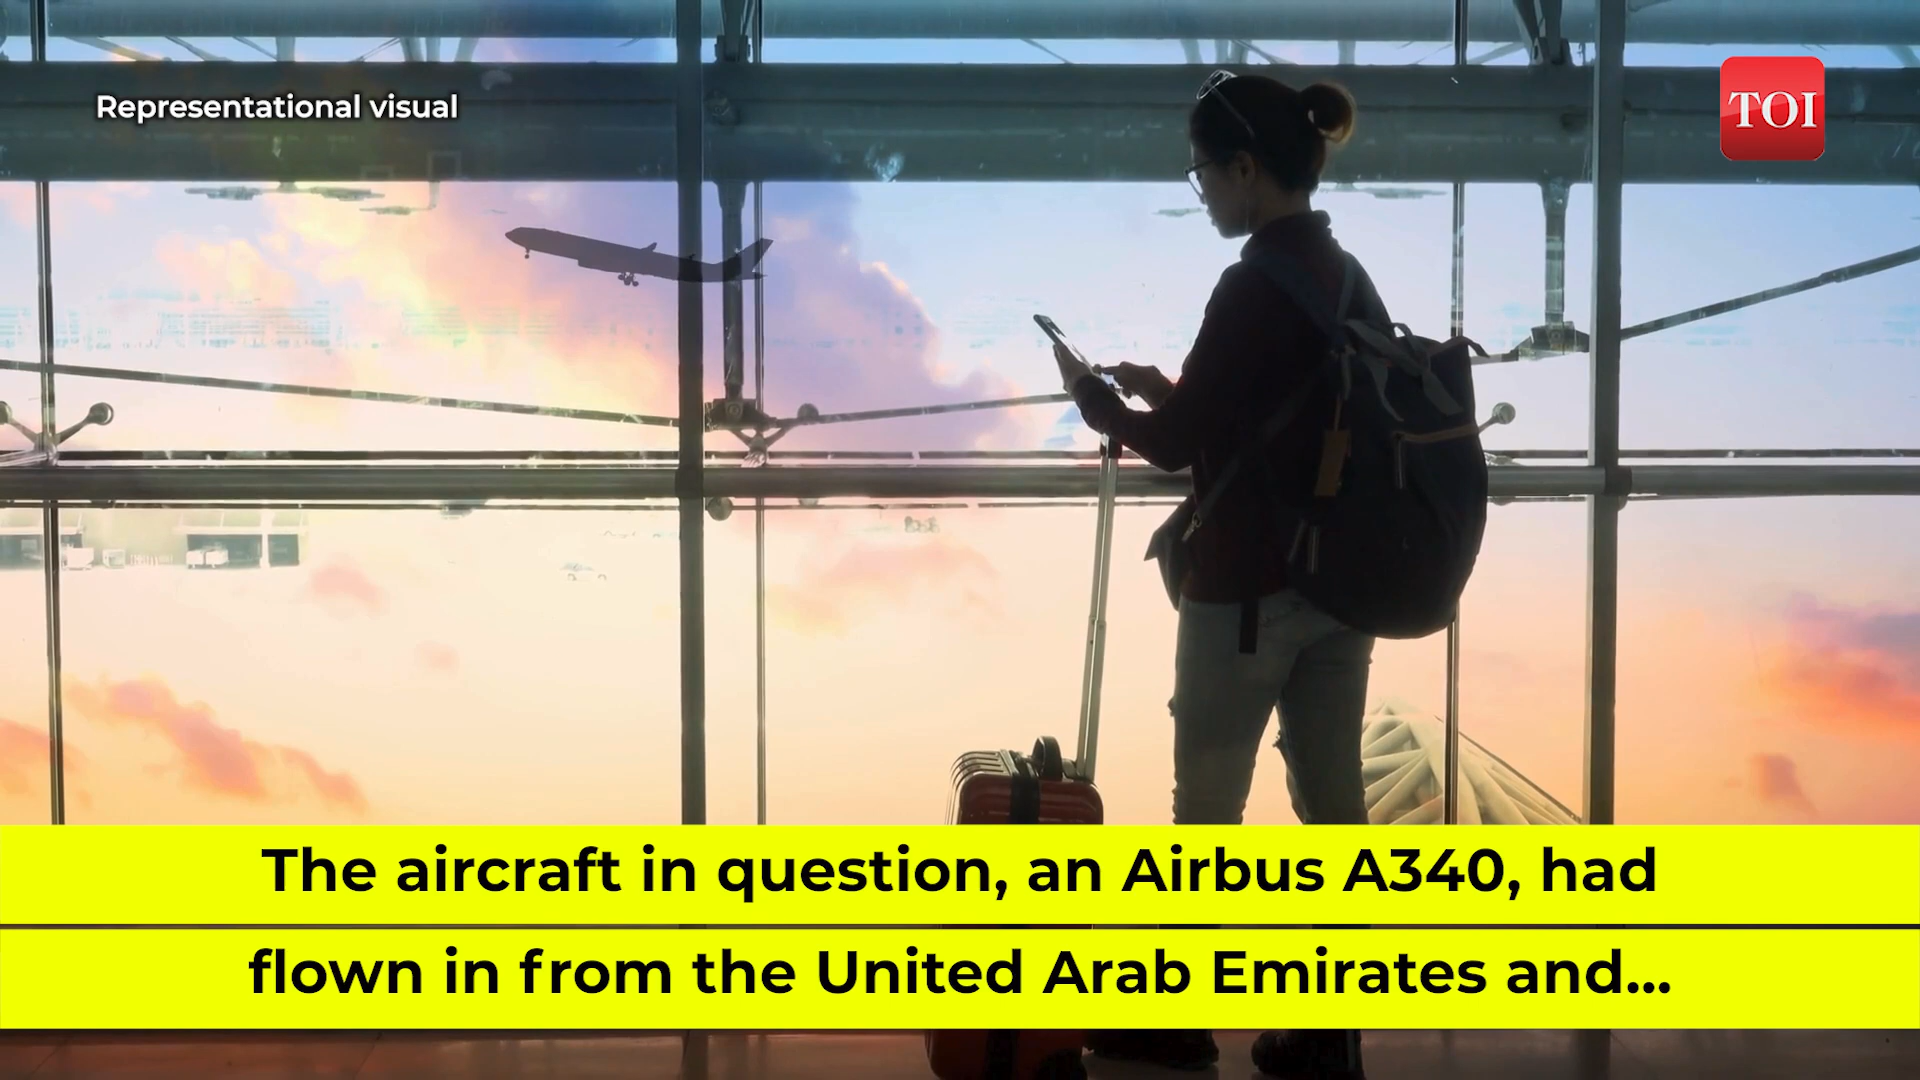 Representational visual
TOI
The aircraft in question, an Airbus A340, had
flown in from the United Arab Emirates and...